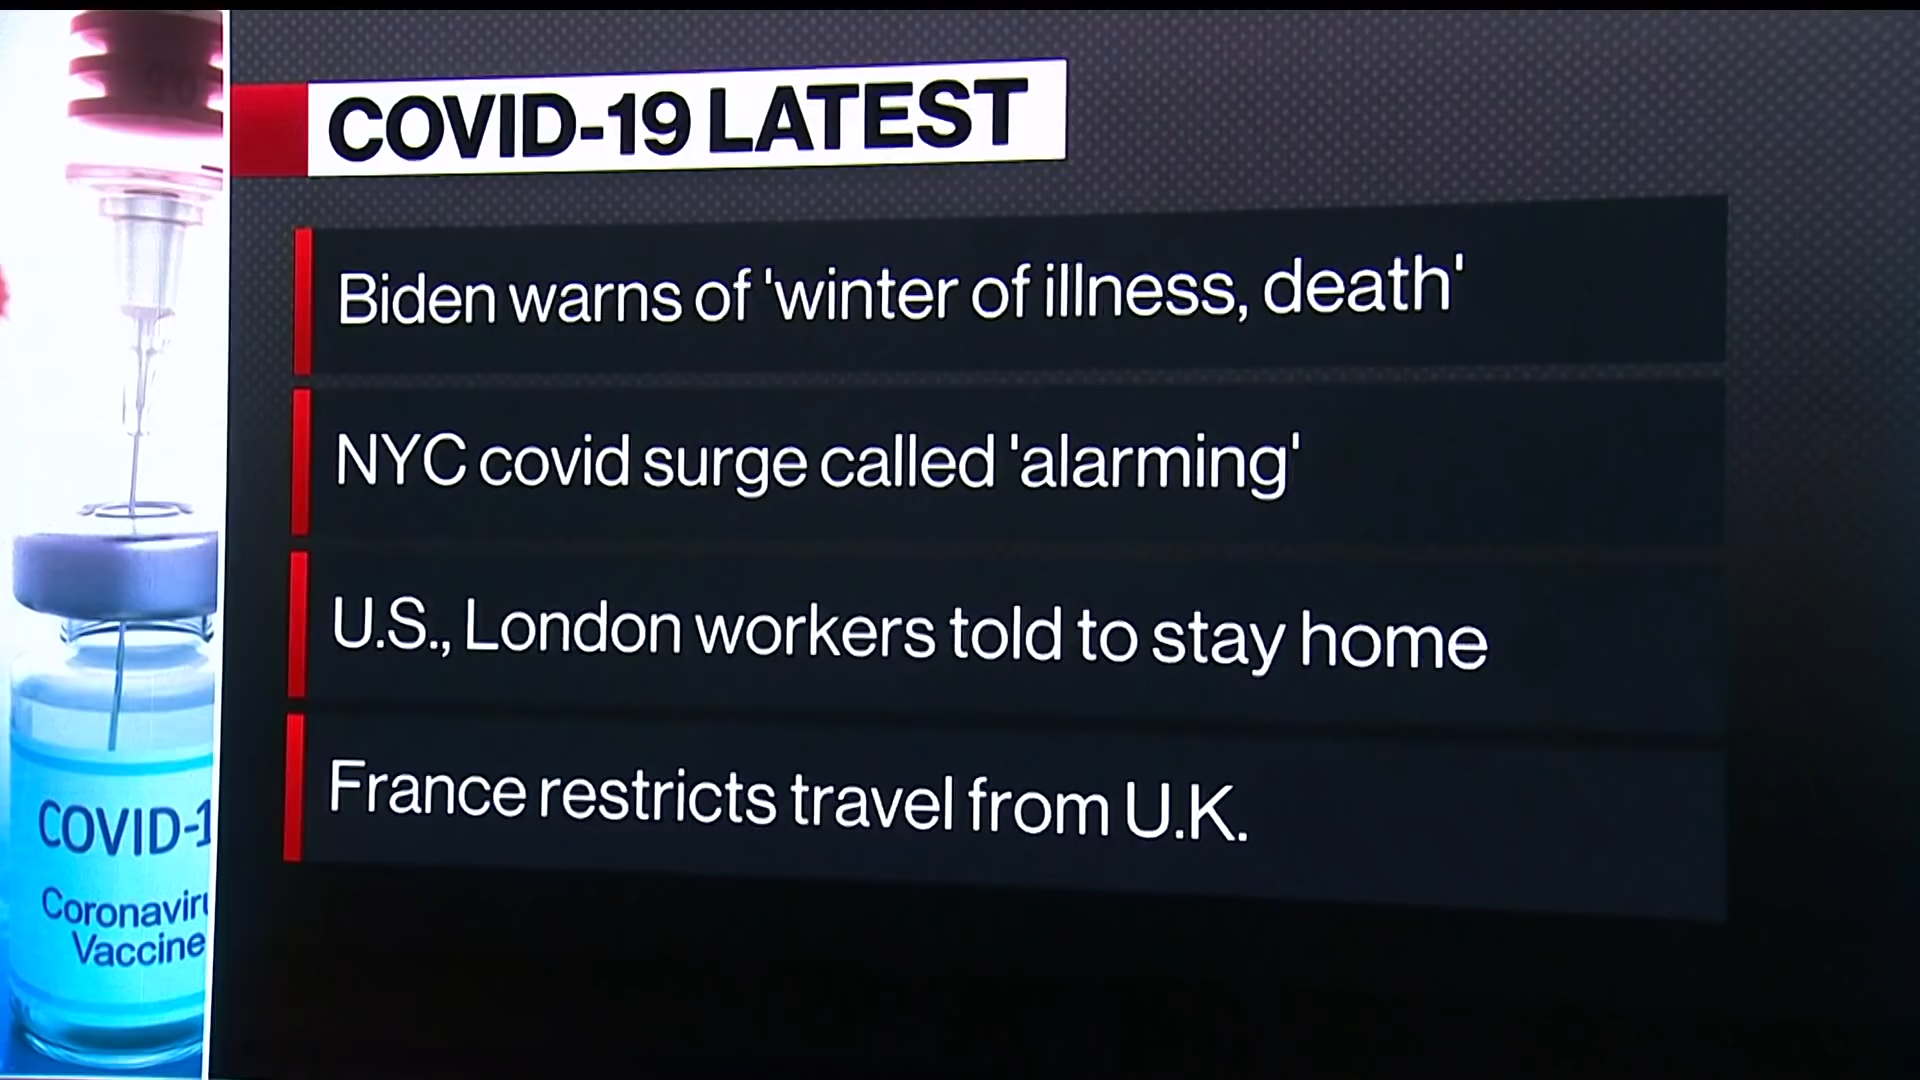 COVID-19 LATEST
Biden warns of 'winter of illness, death'
NYC covid surge called 'alarming'
U.S., London workers told to stay home
France restricts travel from U.K.
COVID-1
Coronaviru
Vaccine